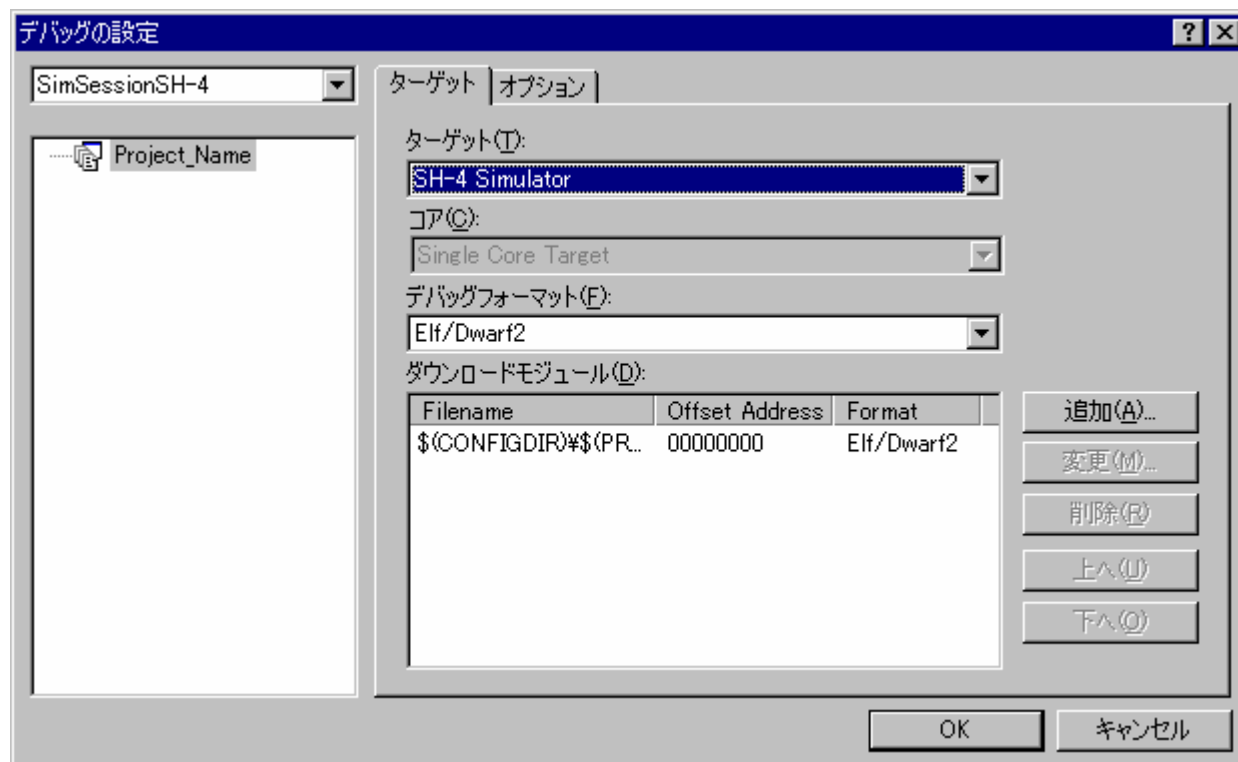 デバッグの設定
SimSessionSH-4
Project_Name
ターゲット オプション
ターゲット(T):
SH-4 Simulator
コア(C):
Single Core Target
デバッグフォーマット(F):
Elf/Dwarf2
ダウンロードモジュール(D):
Filename Offset Address Format
$(CONFIGDIR)¥$(PR... 00000000 Elf/Dwarf2
追加(A)...
変更(M)...
削除(R)
上へ(U)
下へ(O)
OK キャンセル